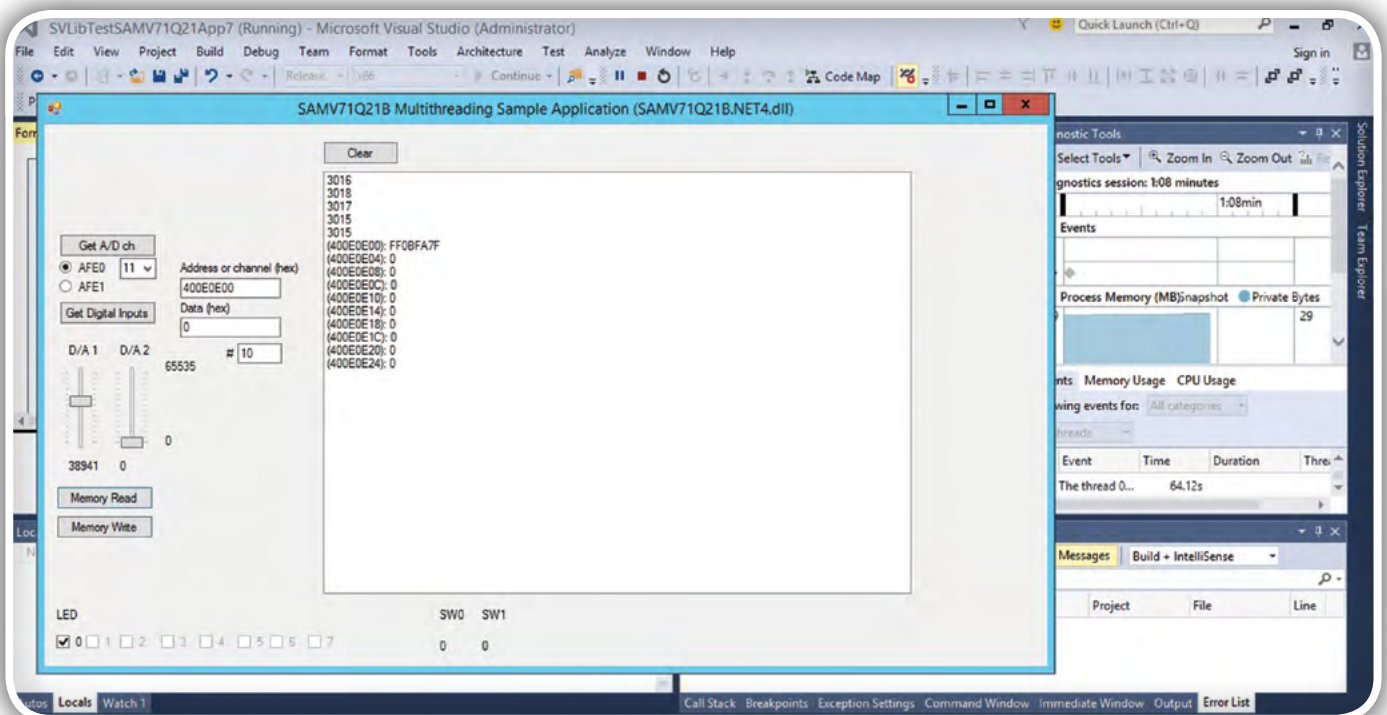 SVLibTestSAMV71Q21App7 (Running) - Microsoft Visual Studio (Administrator)
Quick Launch (Ctrl+Q)
File Edit View Project Build Debug Team Format Tools Architecture Test Analyze Window Help
Sign in
Release x86 Continue Code Map
P
SAMV71Q21B Multithreading Sample Application (SAMV71Q21B.NET4.dll)
x
Form
Clear
3016
3018
3017
3015
3015
(400E0E00): FF0BFA7F
(400E0E04): 0
(400E0E08): 0
(400E0E0C): 0
(400E0E10): 0
(400E0E14): 0
(400E0E18): 0
(400E0E1C): 0
(400E0E20): 0
(400E0E24): 0
Get A/D ch
AFE0 11
AFE1
Address or channel (hex)
400E0E00
Get Digital Inputs
Data (hex)
0
D/A 1 D/A 2
# 10
65535
0
38941 0
Memory Read
Memory Write
LED
0 1 2 3 4 5 6 7
SW0 SW1
0 0
nostic Tools
Select Tools Zoom In Zoom Out
gnostics session: 1:08 minutes
1:08min
Events
Process Memory (MB) Snapshot Private Bytes
29
nts Memory Usage CPU Usage
wing events for: All categories
hreads
Event Time Duration Thre
The thread 0... 64.12s
Loc
N
Messages Build + IntelliSense
Project File Line
Solution Explorer
Team Explorer
utos Locals Watch 1
Call Stack Breakpoints Exception Settings Command Window Immediate Window Output Error List